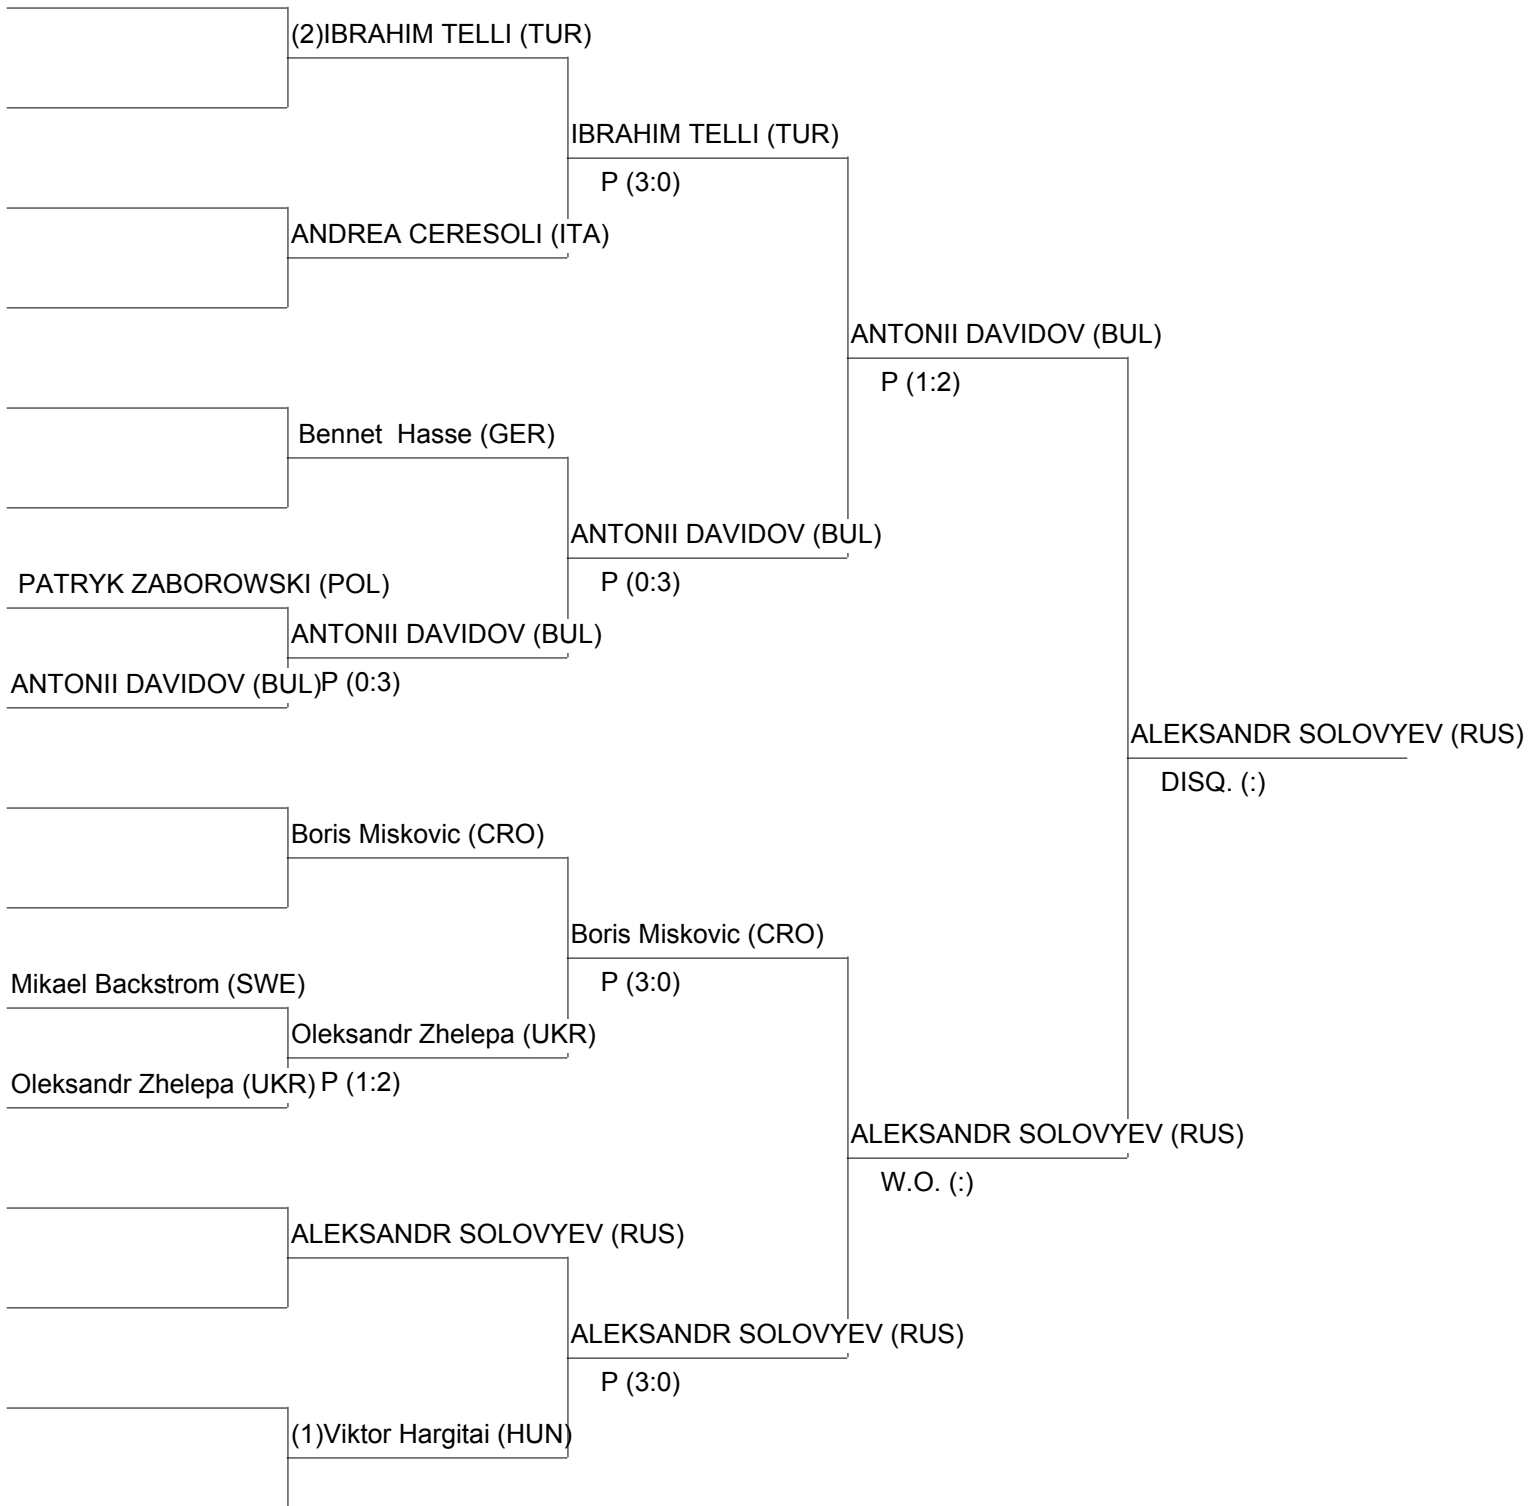 (2)IBRAHIM TELLI (TUR)
IBRAHIM TELLI (TUR)
P (3:0)
ANDREA CERESOLI (ITA)
ANTONII DAVIDOV (BUL)
P (1:2)
Bennet  Hasse (GER)
ANTONII DAVIDOV (BUL)
P (0:3)
PATRYK ZABOROWSKI (POL)
ANTONII DAVIDOV (BUL)
ANTONII DAVIDOV (BUL)
P (0:3)
ALEKSANDR SOLOVYEV (RUS)
DISQ. (:)
Boris Miskovic (CRO)
Boris Miskovic (CRO)
P (3:0)
Mikael Backstrom (SWE)
Oleksandr Zhelepa (UKR)
Oleksandr Zhelepa (UKR)
P (1:2)
ALEKSANDR SOLOVYEV (RUS)
W.O. (:)
ALEKSANDR SOLOVYEV (RUS)
ALEKSANDR SOLOVYEV (RUS)
P (3:0)
(1)Viktor Hargitai (HUN)